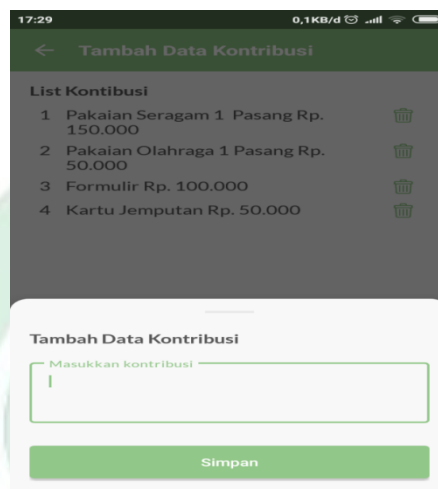 17:29 0,1KB/d
Tambah Data Kontribusi
List Kontibusi
1 Pakaian Seragam 1 Pasang Rp.
150.000
2 Pakaian Olahraga 1 Pasang Rp.
50.000
3 Formulir Rp. 100.000
4 Kartu Jemputan Rp. 50.000
Tambah Data Kontribusi
Masukkan kontribusi
Simpan